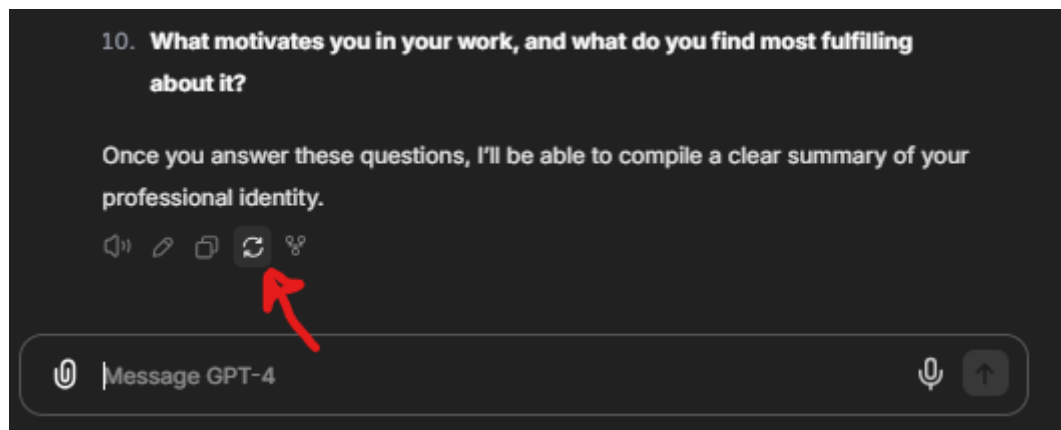 10. What motivates you in your work, and what do you find most fulfilling
about it?
Once you answer these questions, I'll be able to compile a clear summary of your
professional identity.
Message GPT-4